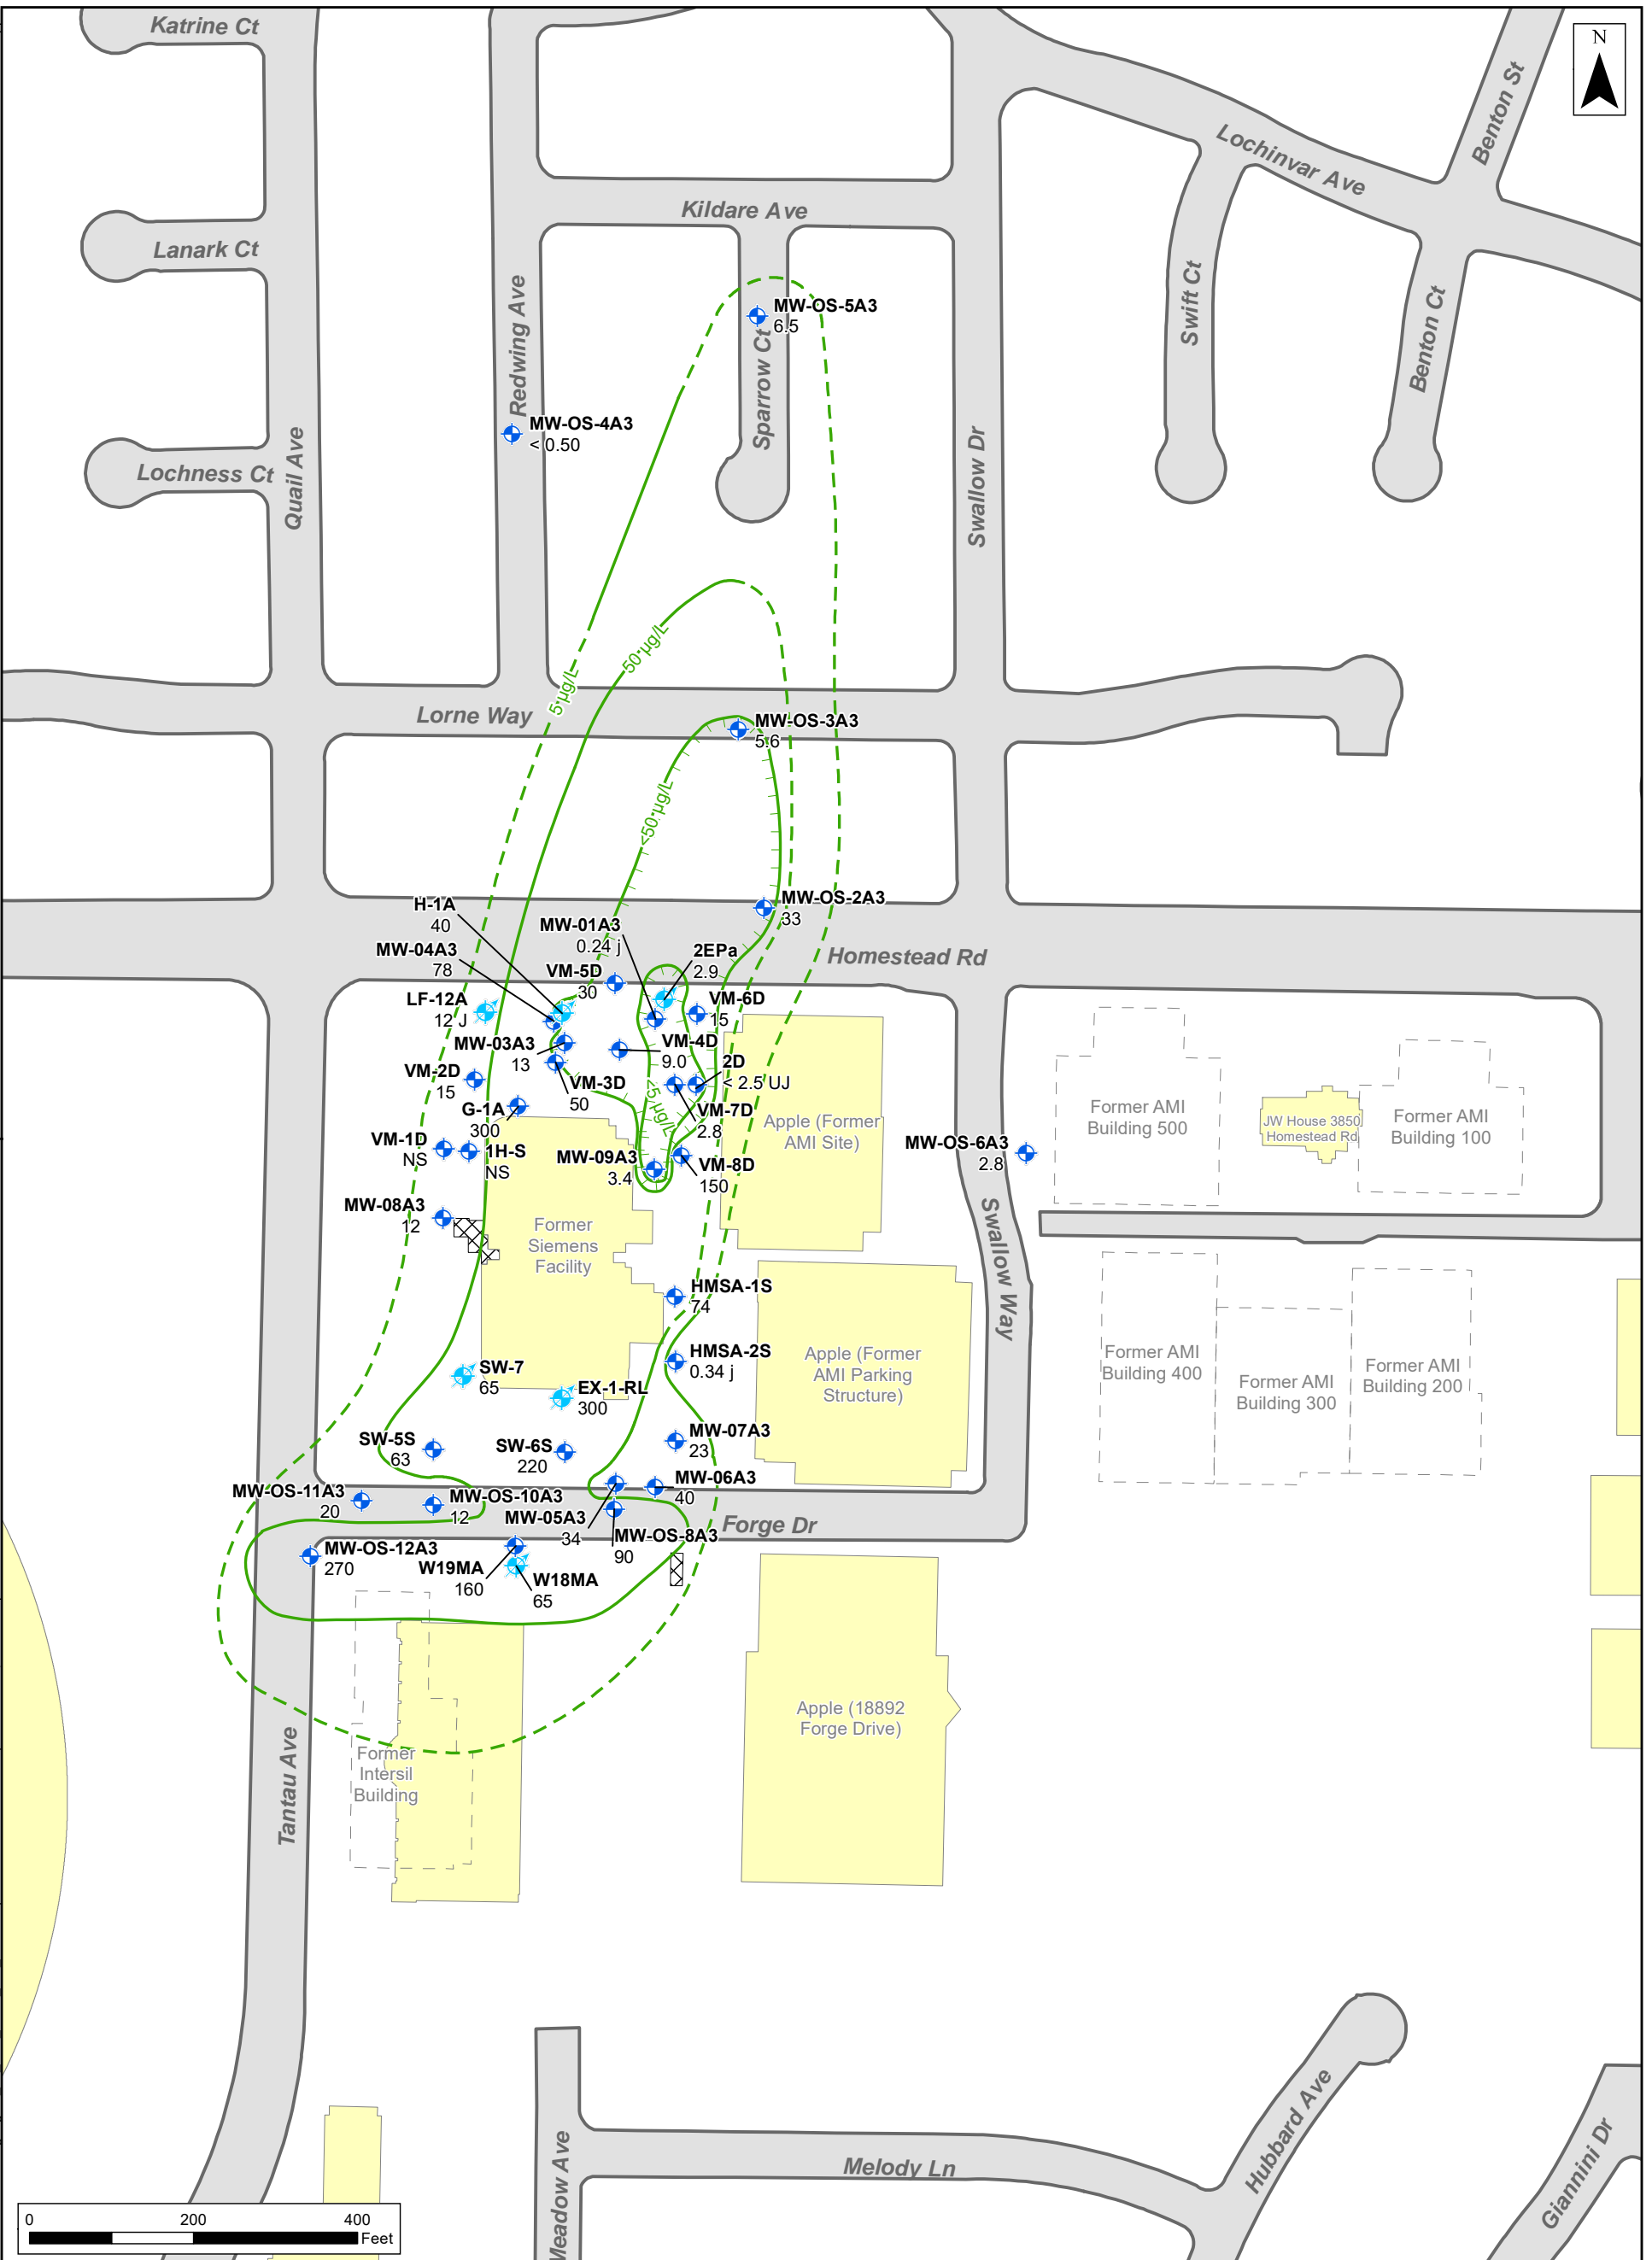 Katrine Ct
N
Benton St
Lochinvar Ave
Kildare Ave
Lanark Ct
Swift Ct
Benton Ct
Redwing Ave
MW-OS-5A3
6.5
Sparrow Ct
MW-OS-4A3
< 0.50
Quail Ave
Swallow Dr
Lochness Ct
50 µg/L
5 µg/L
Lorne Way
MW-OS-3A3
5.6
<50 µg/L
MW-OS-2A3
33
H-1A
40
MW-01A3
0.24 j
MW-04A3
78
2EPa
2.9
Homestead Rd
VM-5D
30
LF-12A
12 J
VM-6D
15
MW-03A3
13
VM-4D
9.0
2D
< 2.5 UJ
VM-2D
15
VM-3D
50
<5 µg/L
G-1A
300
VM-7D
2.8
Apple (Former
AMI Site)
Former AMI
Building 500
JW House 3850
Homestead Rd
Former AMI
Building 100
VM-1D
NS
1H-S
NS
MW-09A3
3.4
VM-8D
150
MW-OS-6A3
2.8
MW-08A3
12
Former
Siemens
Facility
Swallow Way
HMSA-1S
74
HMSA-2S
0.34 j
Apple (Former
AMI Parking
Structure)
Former AMI
Building 400
Former AMI
Building 300
Former AMI
Building 200
SW-7
65
EX-1-RL
300
SW-5S
63
SW-6S
220
MW-07A3
23
MW-OS-11A3
20
MW-OS-10A3
12
MW-06A3
40
MW-05A3
34
Forge Dr
MW-OS-8A3
90
MW-OS-12A3
270
W19MA
160
W18MA
65
Apple (18892
Forge Drive)
Former
Intersil
Building
Tantau Ave
Hubbard Ave
Giannini Dr
Melody Ln
Meadow Ave
0 200 400
Feet